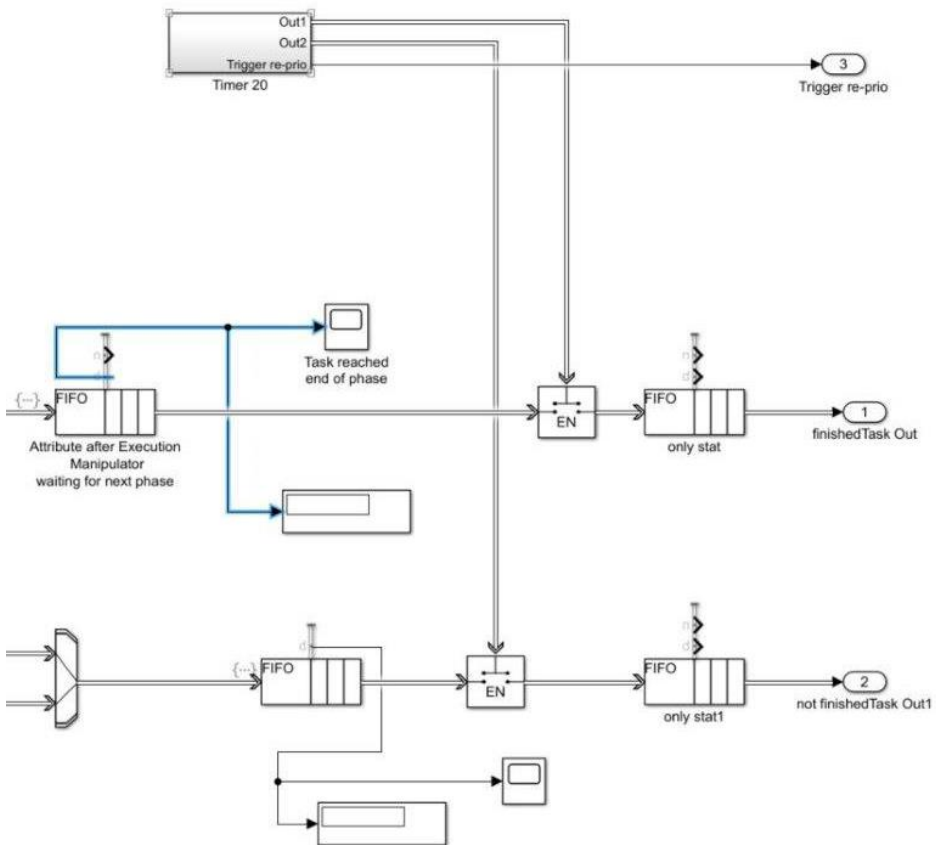 Out1
Out2
Trigger re-prio
Timer 20
3
Trigger re-prio
n
d
Task reached
end of phase
{...}
FIFO
Attribute after Execution
Manipulator
waiting for next phase
EN
n
d
FIFO
only stat
1
finishedTask Out
d
{...}
FIFO
EN
n
d
FIFO
only stat1
2
not finishedTask Out1